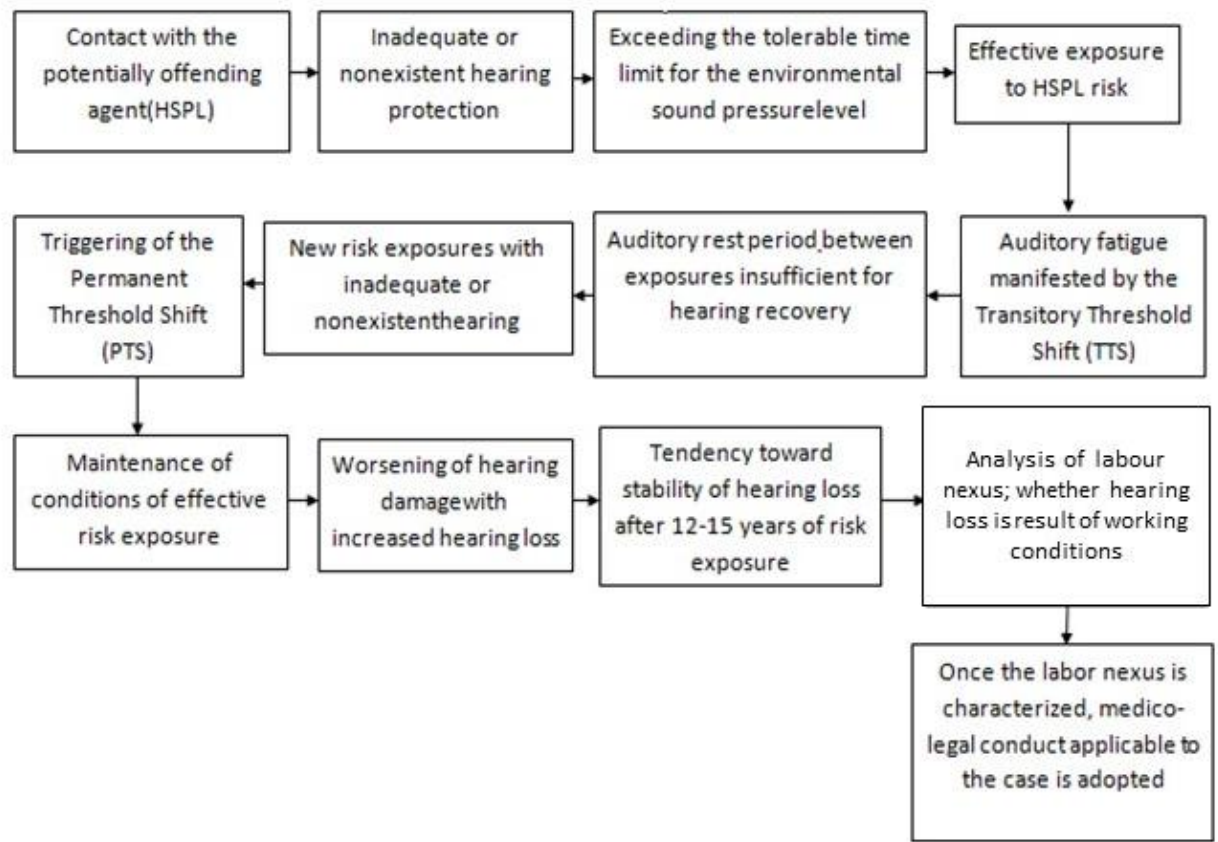 Contact with the
potentially offending
agent(HSPL)
Inadequate or
nonexistent hearing
protection
Exceeding the tolerable time
limit for the environmental
sound pressurelevel
Effective exposure
to HSPL risk
Auditory fatigue
manifested by the
Transitory Threshold
Shift (TTS)
Auditory rest period between
exposures insufficient for
hearing recovery
New risk exposures with
inadequate or
nonexistenthearing
Triggering of the
Permanent
Threshold Shift
(PTS)
Maintenance of
conditions of effective
risk exposure
Worsening of hearing
damagewith
increased hearing loss
Tendency toward
stability of hearing loss
after 12-15 years of risk
exposure
Analysis of labour
nexus; whether hearing
loss is result of working
conditions
Once the labor nexus is
characterized, medico-
legal conduct applicable to
the case is adopted